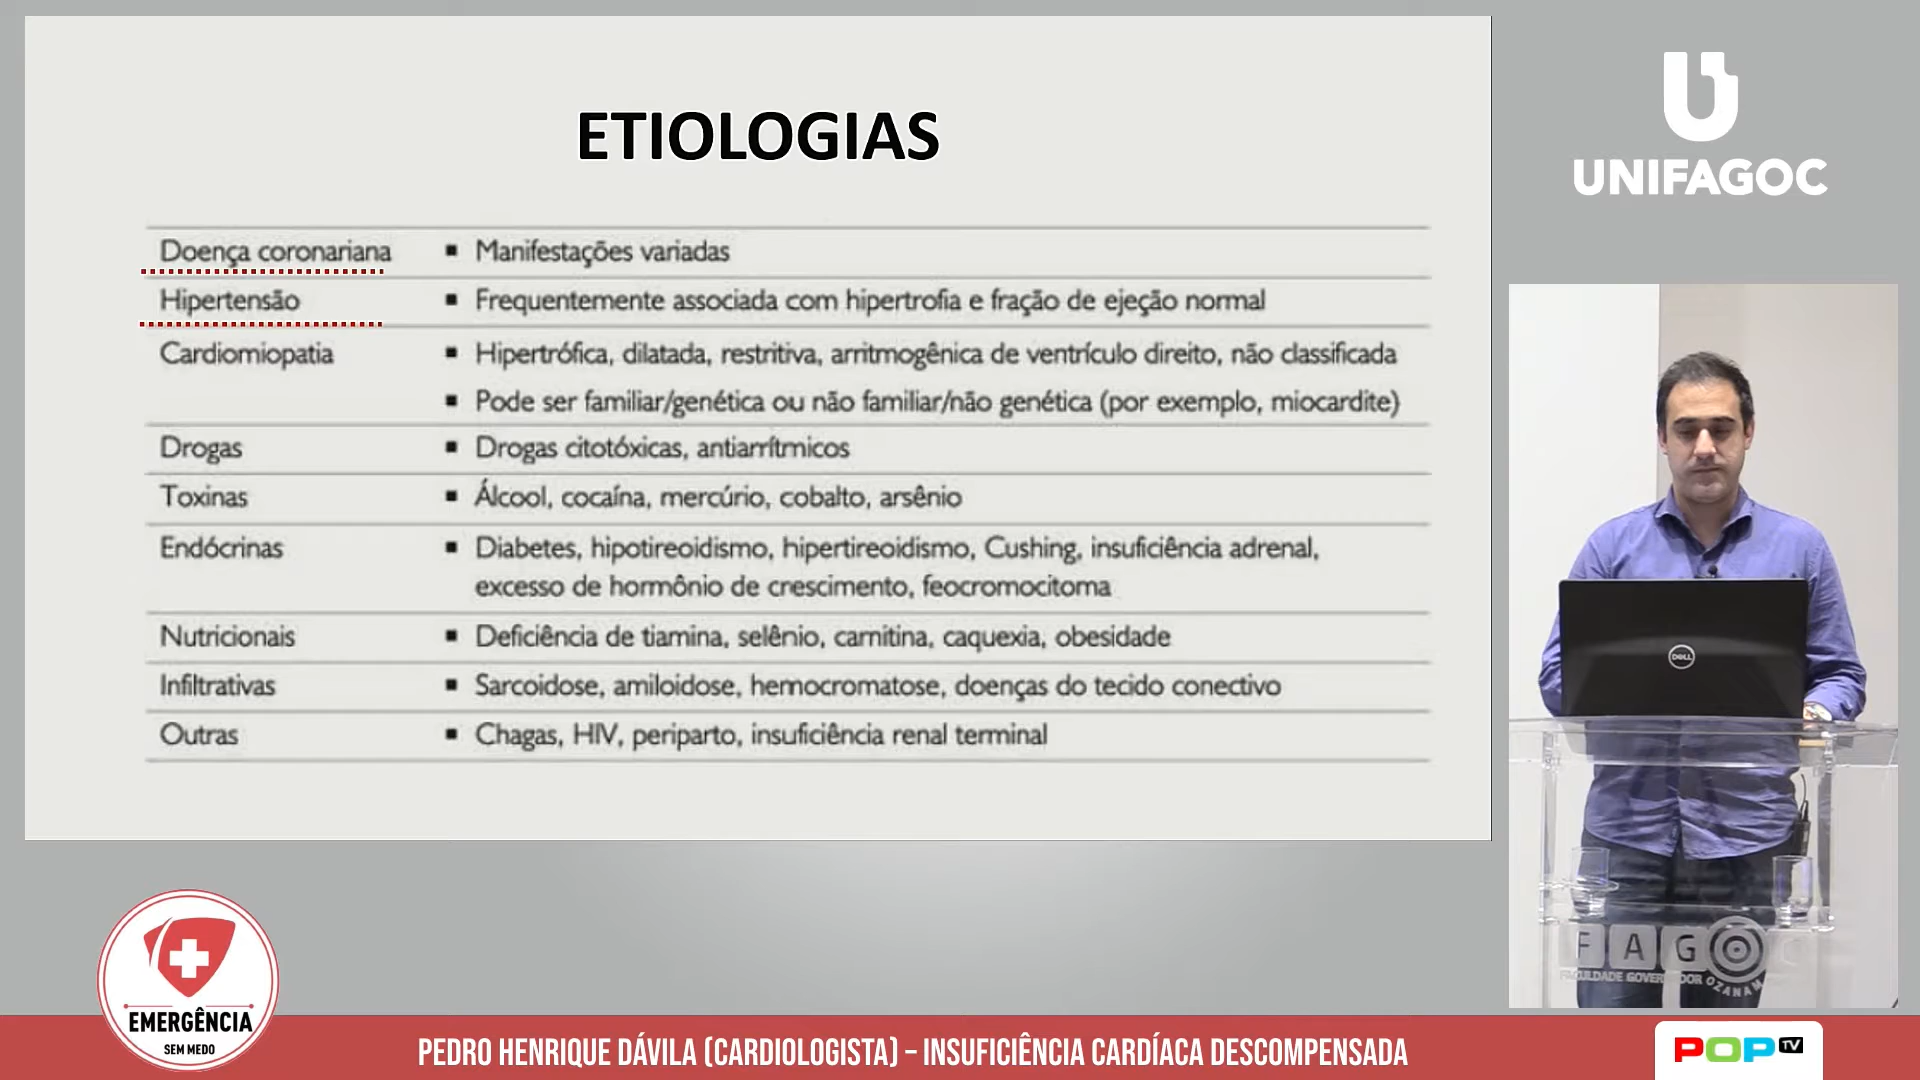 ETIOLOGIAS
Doença coronariana ▪ Manifestações variadas
Hipertensão ▪ Frequentemente associada com hipertrofia e fração de ejeção normal
Cardiomiopatia ▪ Hipertrófica, dilatada, restritiva, arritmogênica de ventrículo direito, não classificada
▪ Pode ser familiar/genética ou não familiar/não genética (por exemplo, miocardite)
Drogas ▪ Drogas citotóxicas, antiarrítmicos
Toxinas ▪ Álcool, cocaína, mercúrio, cobalto, arsênio
Endócrinas ▪ Diabetes, hipotireoidismo, hipertireoidismo, Cushing, insuficiência adrenal,
excesso de hormônio de crescimento, feocromocitoma
Nutricionais ▪ Deficiência de tiamina, selênio, carnitina, caquexia, obesidade
Infiltrativas ▪ Sarcoidose, amiloidose, hemocromatose, doenças do tecido conectivo
Outras ▪ Chagas, HIV, periparto, insuficiência renal terminal
UNIFAGOC
DELL
FAGOC
FACULDADE GOVERNADOR OZANAM
EMERGÊNCIA
SEM MEDO
PEDRO HENRIQUE DÁVILA (CARDIOLOGISTA) – INSUFICIÊNCIA CARDÍACA DESCOMPENSADA
POP TV